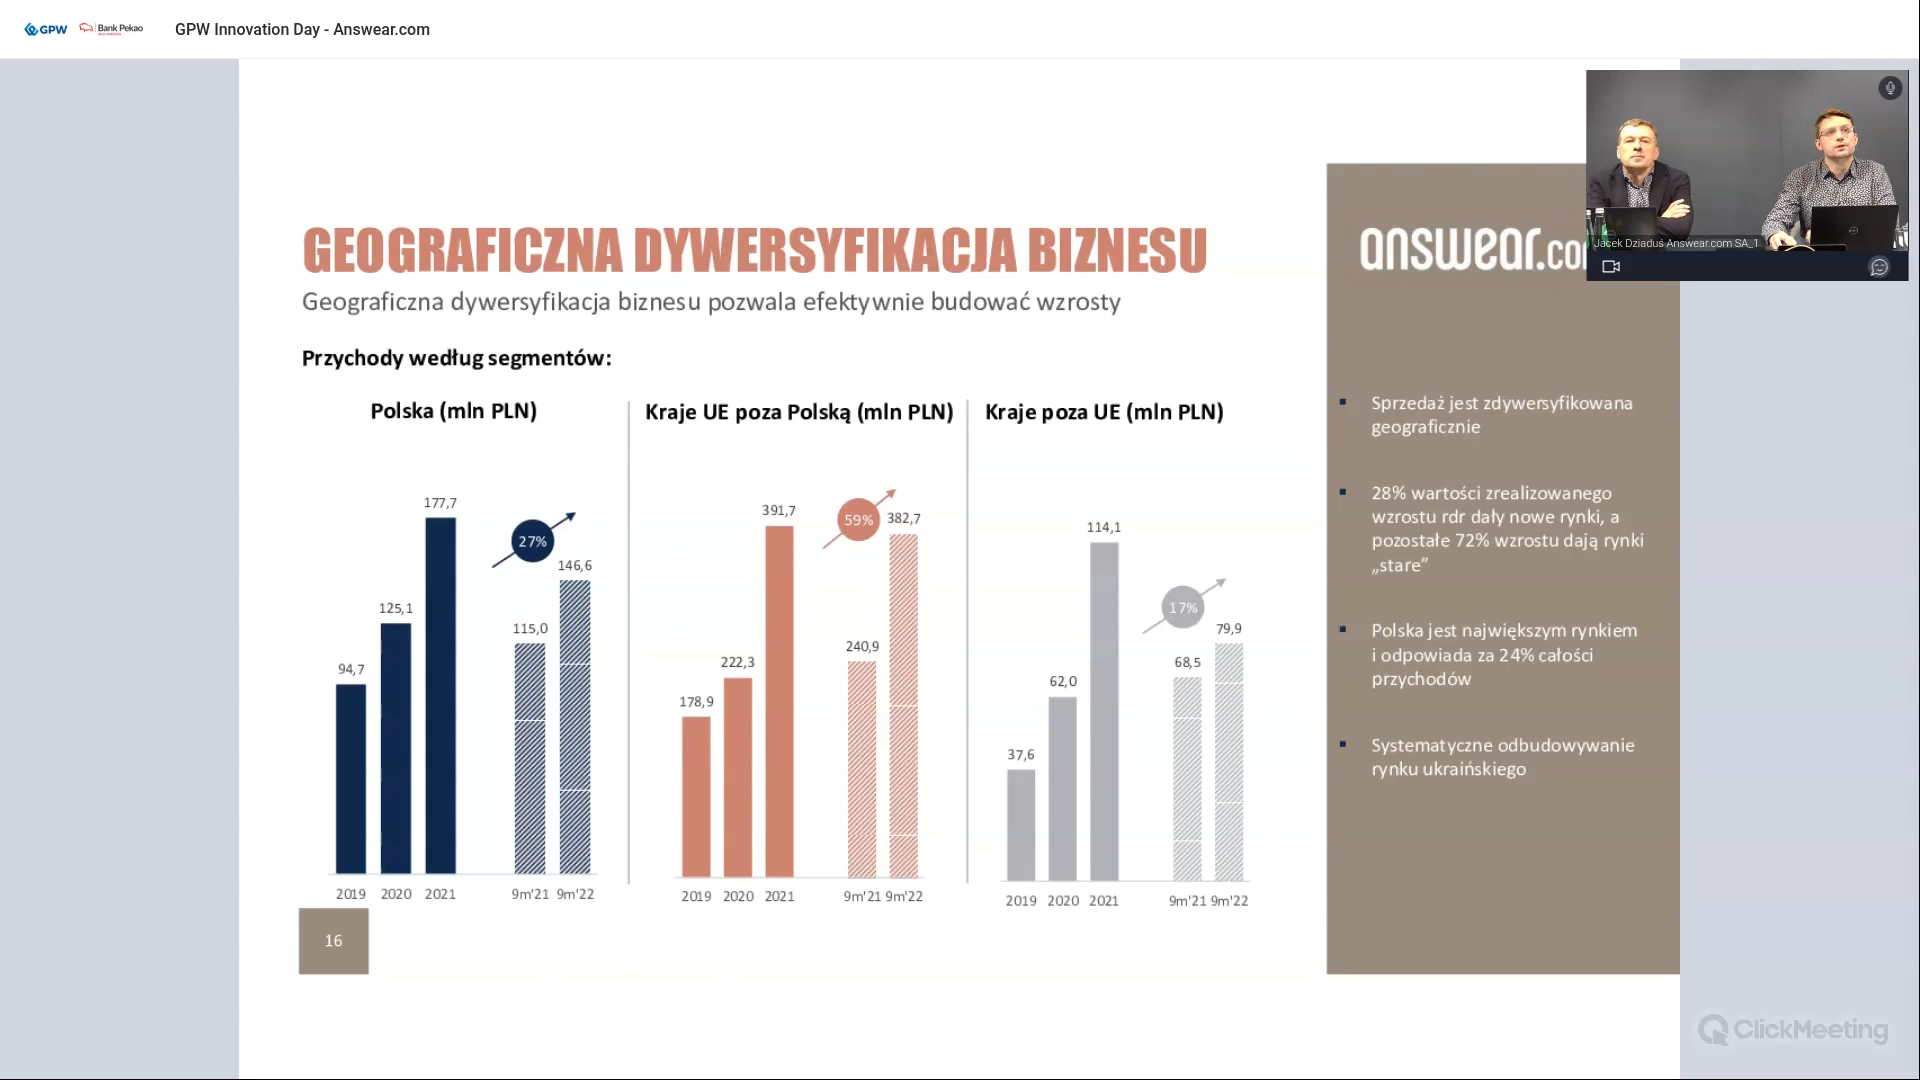 GPW
Bank Pekao
GPW Innovation Day - Answear.com
Jacek Dziaduś Answear.com SA_1
answear.co
GEOGRAFICZNA DYWERSYFIKACJA BIZNESU
Geograficzna dywersyfikacja biznesu pozwala efektywnie budować wzrosty
Przychody według segmentów:
Polska (mln PLN)
177,7
27%
146,6
125,1
115,0
94,7
2019 2020 2021 9m'21 9m'22
Kraje UE poza Polską (mln PLN)
391,7
59%
382,7
240,9
222,3
178,9
2019 2020 2021 9m'21 9m'22
Kraje poza UE (mln PLN)
114,1
17%
79,9
68,5
62,0
37,6
2019 2020 2021 9m'21 9m'22
Sprzedaż jest zdywersyfikowana
geograficznie
28% wartości zrealizowanego
wzrostu rdr dały nowe rynki, a
pozostałe 72% wzrostu dają rynki
„stare”
Polska jest największym rynkiem
i odpowiada za 24% całości
przychodów
Systematyczne odbudowywanie
rynku ukraińskiego
16
ClickMeeting